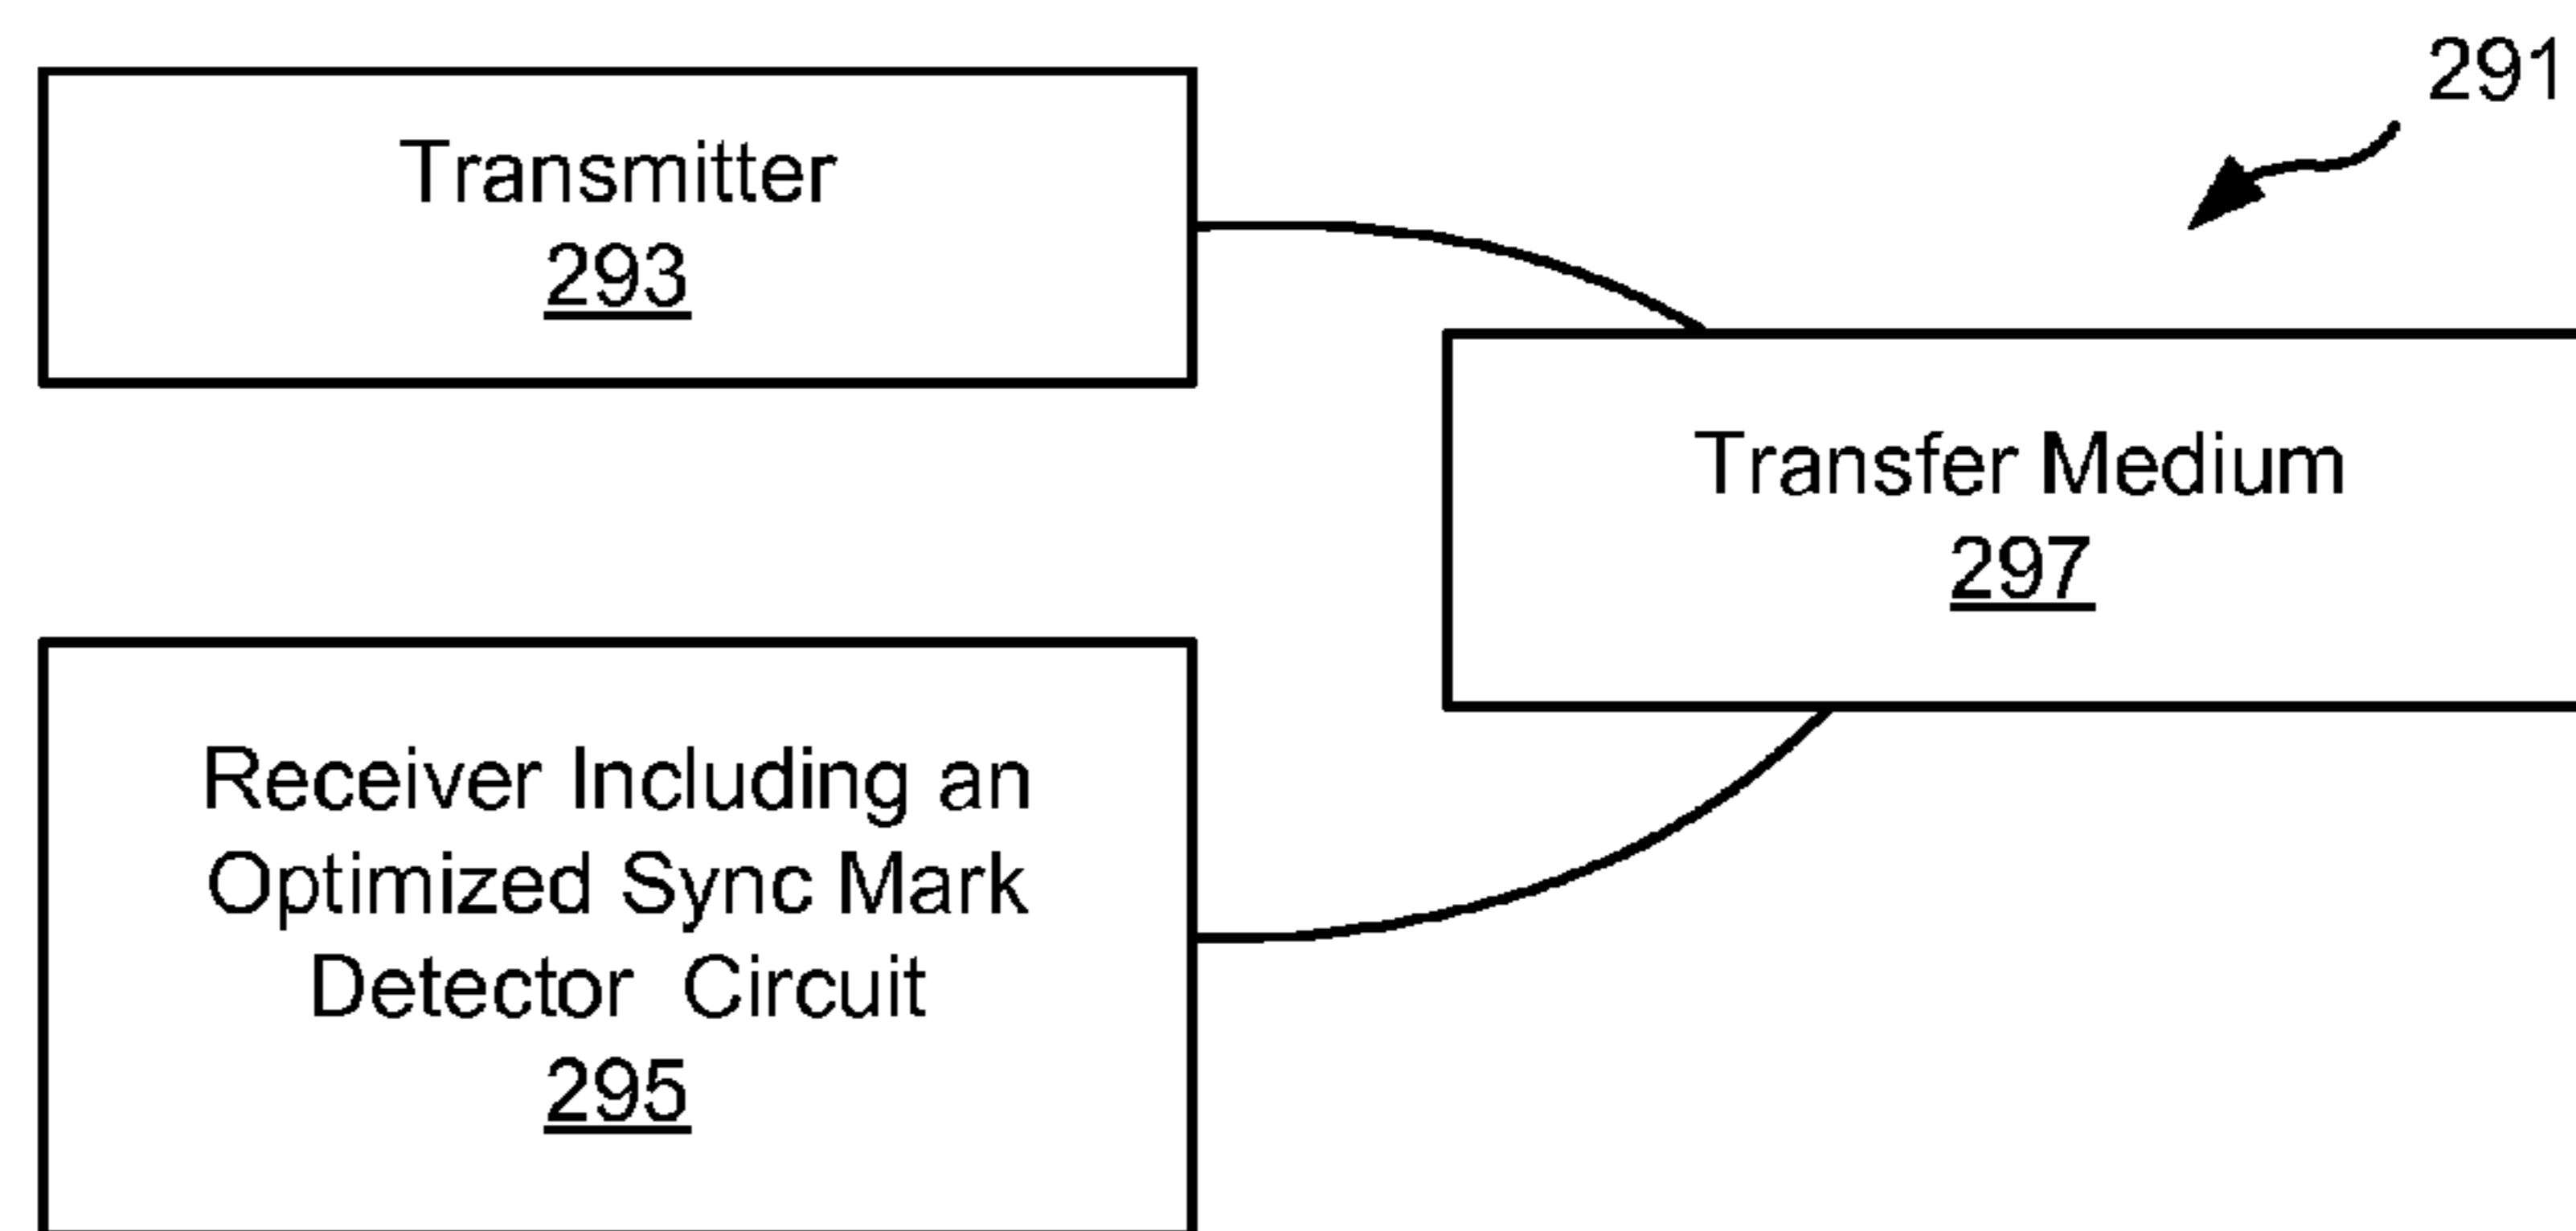 291
Transmitter
293
Transfer Medium
297
Receiver Including an
Optimized Sync Mark
Detector Circuit
295